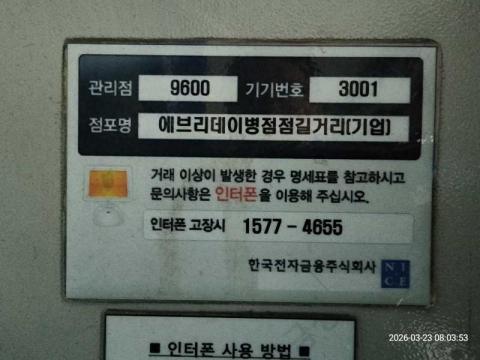 관리점 9600 기기번호 3001
점포명 에브리데이병점점길거리(기업)
거래 이상이 발생한 경우 명세표를 참고하시고
문의사항은 인터폰을 이용해 주십시오.
인터폰 고장시 1577-4655
한국전자금융주식회사 NICE
2026-03-23 08:03:53
■ 인터폰 사용 방법 ■